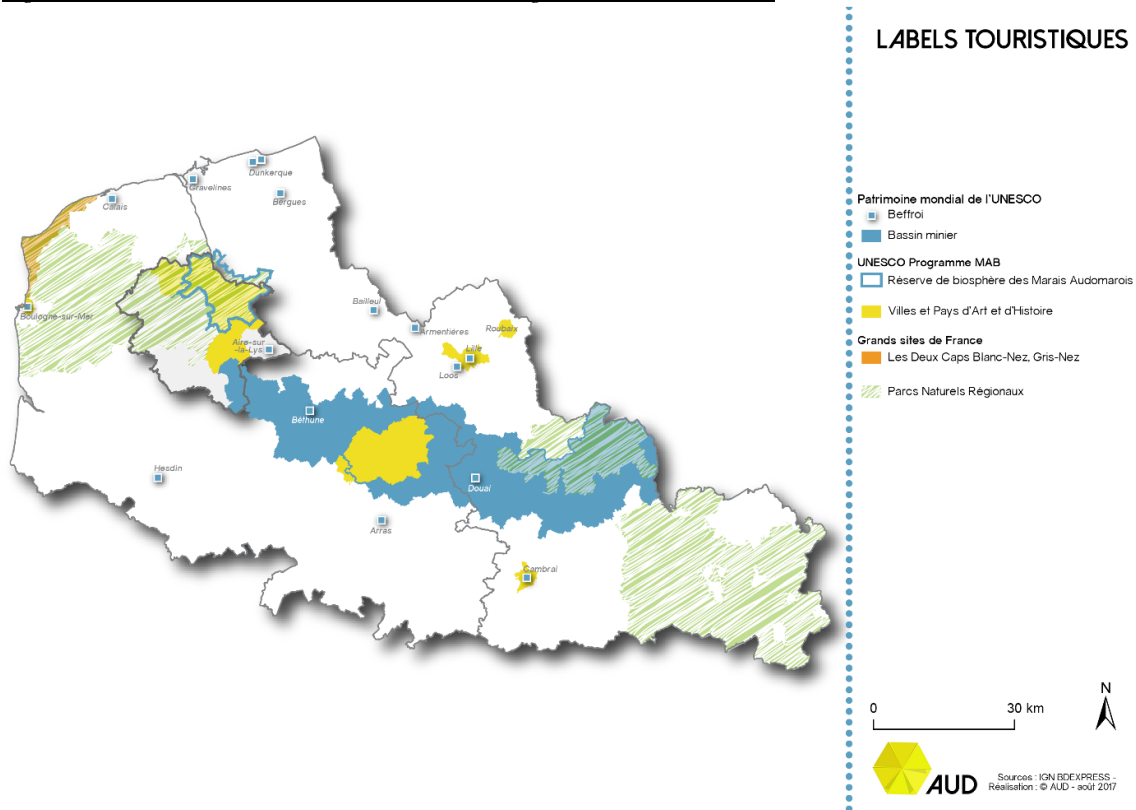 LABELS TOURISTIQUES
Patrimoine mondial de l'UNESCO
Beffroi
Bassin minier
UNESCO Programme MAB
Réserve de biosphère des Marais Audomarois
Villes et Pays d'Art et d'Histoire
Grands sites de France
Les Deux Caps Blanc-Nez, Gris-Nez
Parcs Naturels Régionaux
Dunkerque
Gravelines
Bergues
Calais
Boulogne-sur-Mer
Bailleul
Armentières
Roubaix
Lille
Loos
Aire-sur
-la-Lys
Béthune
Hesdin
Douai
Arras
Cambrai
N
0 30 km
AUD
Sources : IGN BDEXPRESS -
Réalisation : © AUD - août 2017